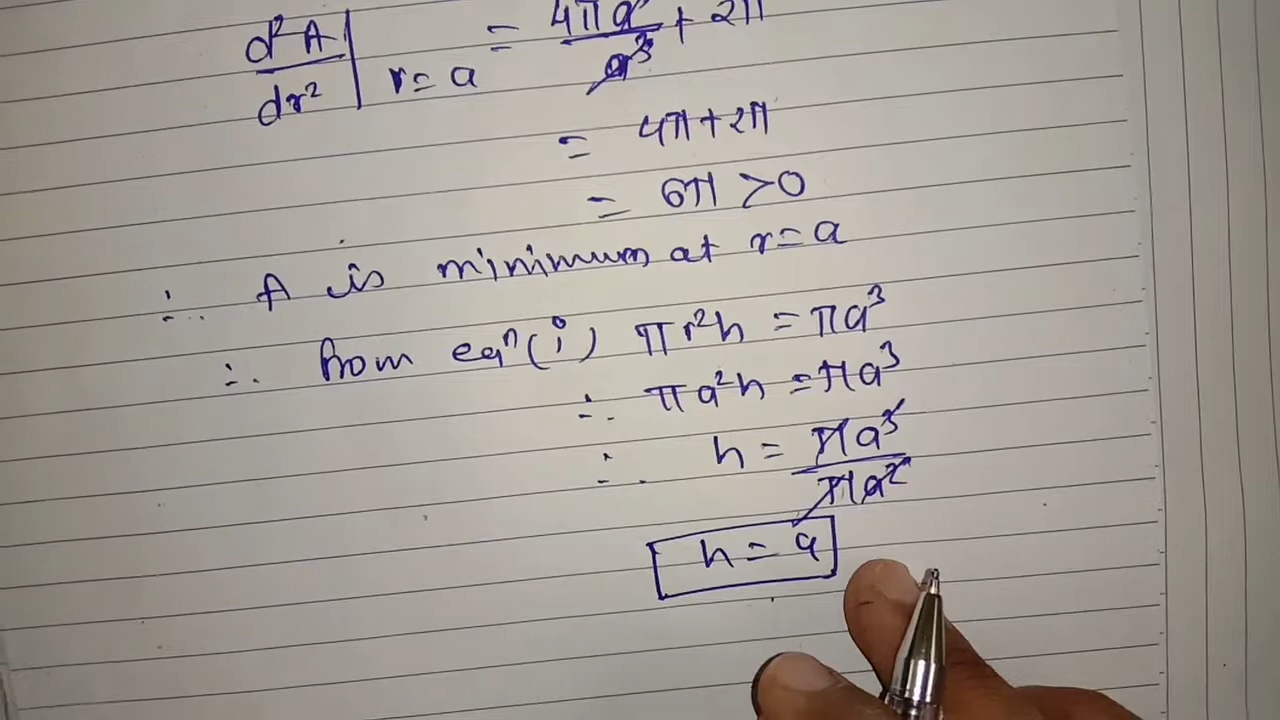 d²A/dr² | r=a = 4πa³/a³ + 2π
= 4π+2π
= 6π >0
∴ A is minimum at r=a
∴ From eqⁿ(i) πr²h = πa³
∴ πa²h = πa³
∴ h = πa³/πa²
h = a